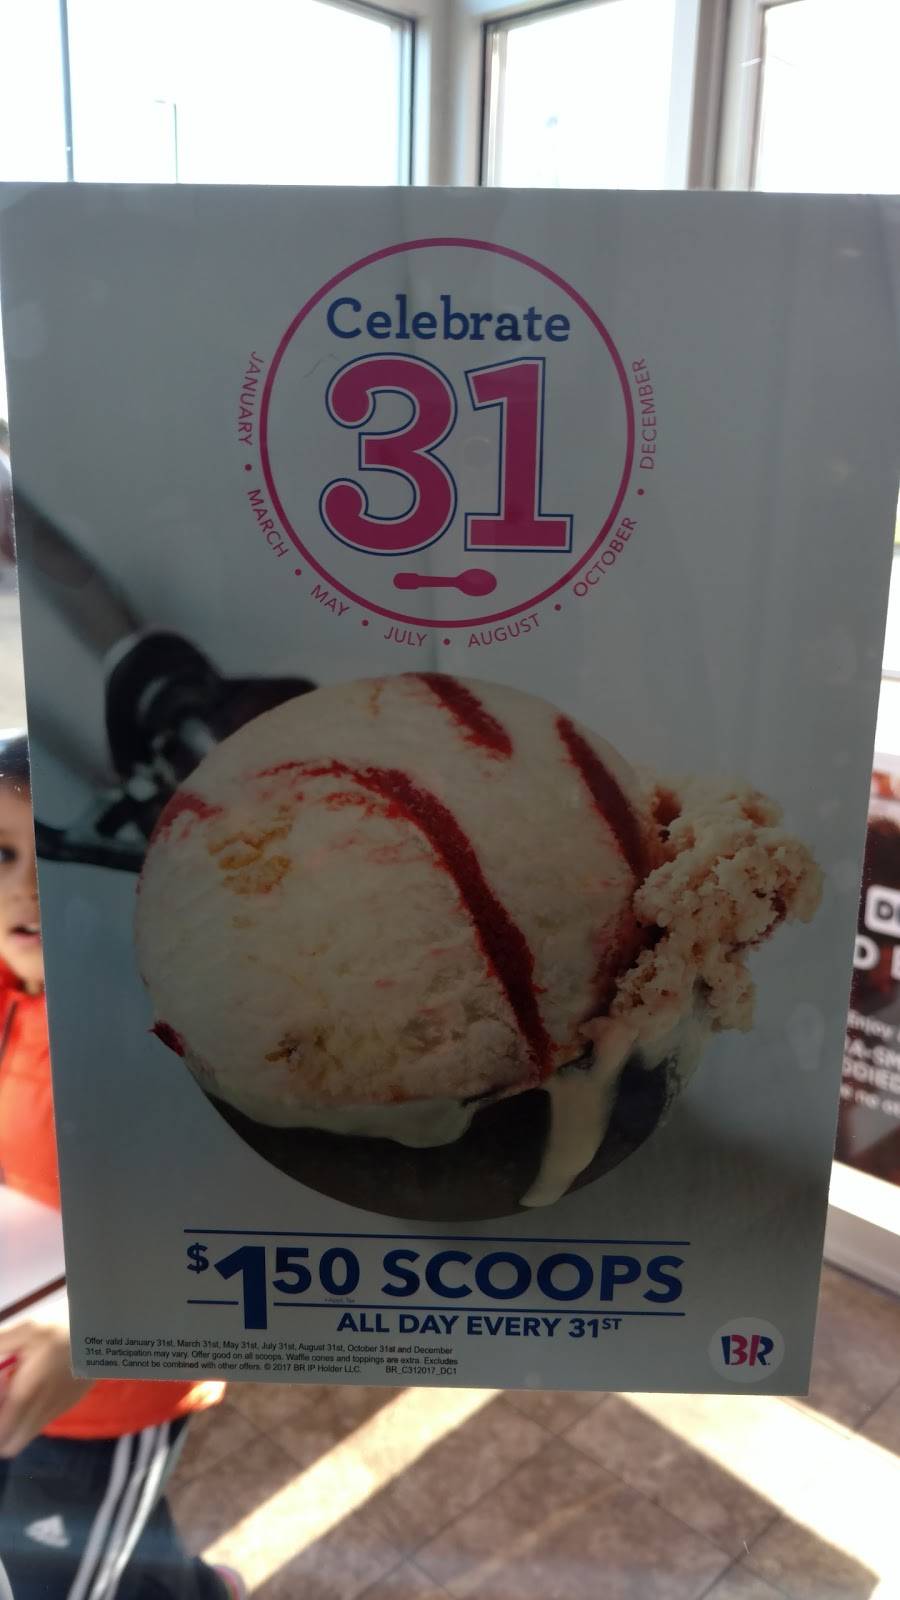 Celebrate
31
JANUARY • MARCH • MAY • JULY • AUGUST • OCTOBER • DECEMBER
$150 SCOOPS
ALL DAY EVERY 31ST
Offer valid January 31st, March 31st, May 31st, July 31st, August 31st, October 31st and December
31st. Participation may vary. Offer good on all scoops. Waffle cones and toppings are extra. Excludes
sundaes. Cannot be combined with other offers. © 2017 BR IP Holder LLC. BR_C312017_DC1
BR